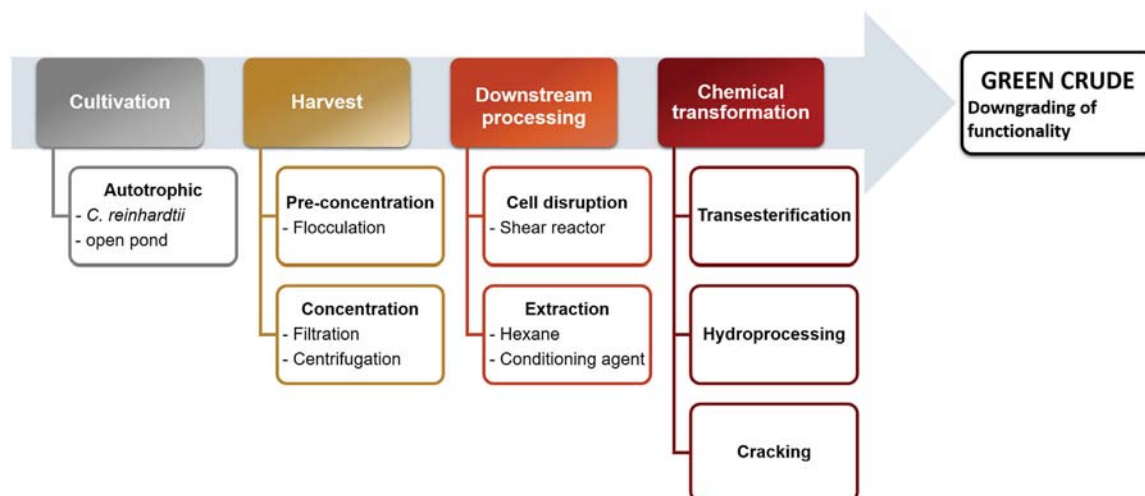 Cultivation
Autotrophic
- C. reinhardtii
- open pond
Harvest
Pre-concentration
- Flocculation
Concentration
- Filtration
- Centrifugation
Downstream
processing
Cell disruption
- Shear reactor
Extraction
- Hexane
- Conditioning agent
Chemical
transformation
Transesterification
Hydroprocessing
Cracking
GREEN CRUDE
Downgrading of
functionality